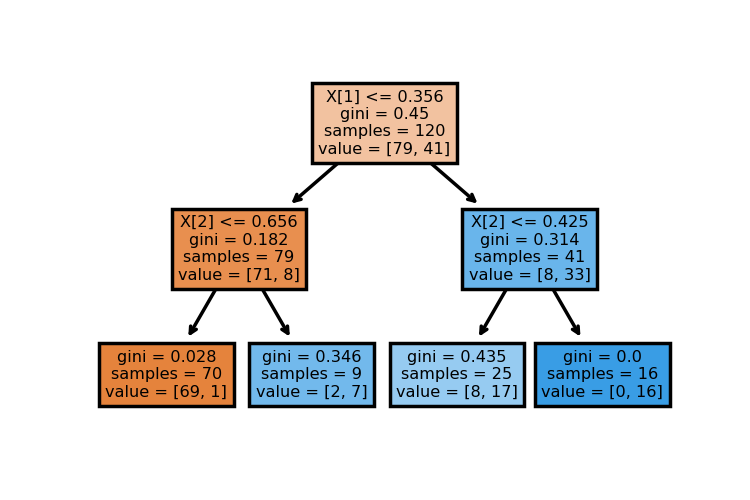 X[1] <= 0.356
gini = 0.45
samples = 120
value = [79, 41]
X[2] <= 0.656
gini = 0.182
samples = 79
value = [71, 8]
X[2] <= 0.425
gini = 0.314
samples = 41
value = [8, 33]
gini = 0.028
samples = 70
value = [69, 1]
gini = 0.346
samples = 9
value = [2, 7]
gini = 0.435
samples = 25
value = [8, 17]
gini = 0.0
samples = 16
value = [0, 16]